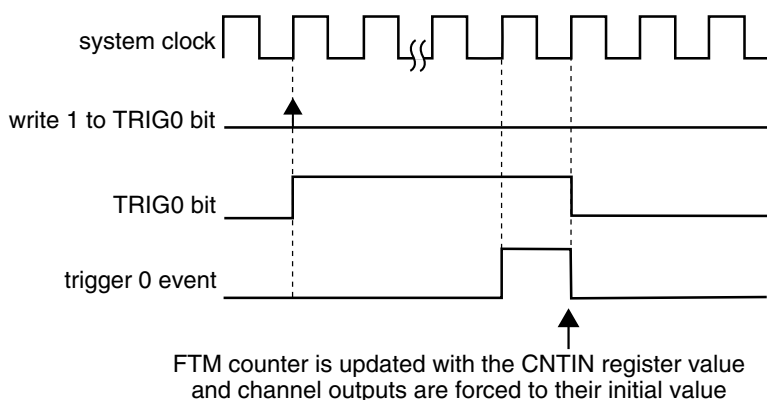 system clock
write 1 to TRIG0 bit
TRIG0 bit
trigger 0 event
FTM counter is updated with the CNTIN register value
and channel outputs are forced to their initial value